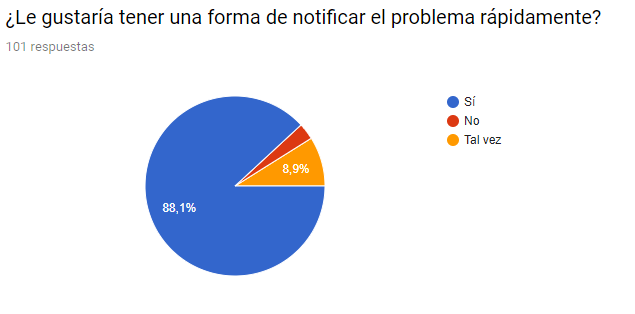 ¿Le gustaría tener una forma de notificar el problema rápidamente?
101 respuestas
Sí
No
Tal vez
8,9%
88,1%